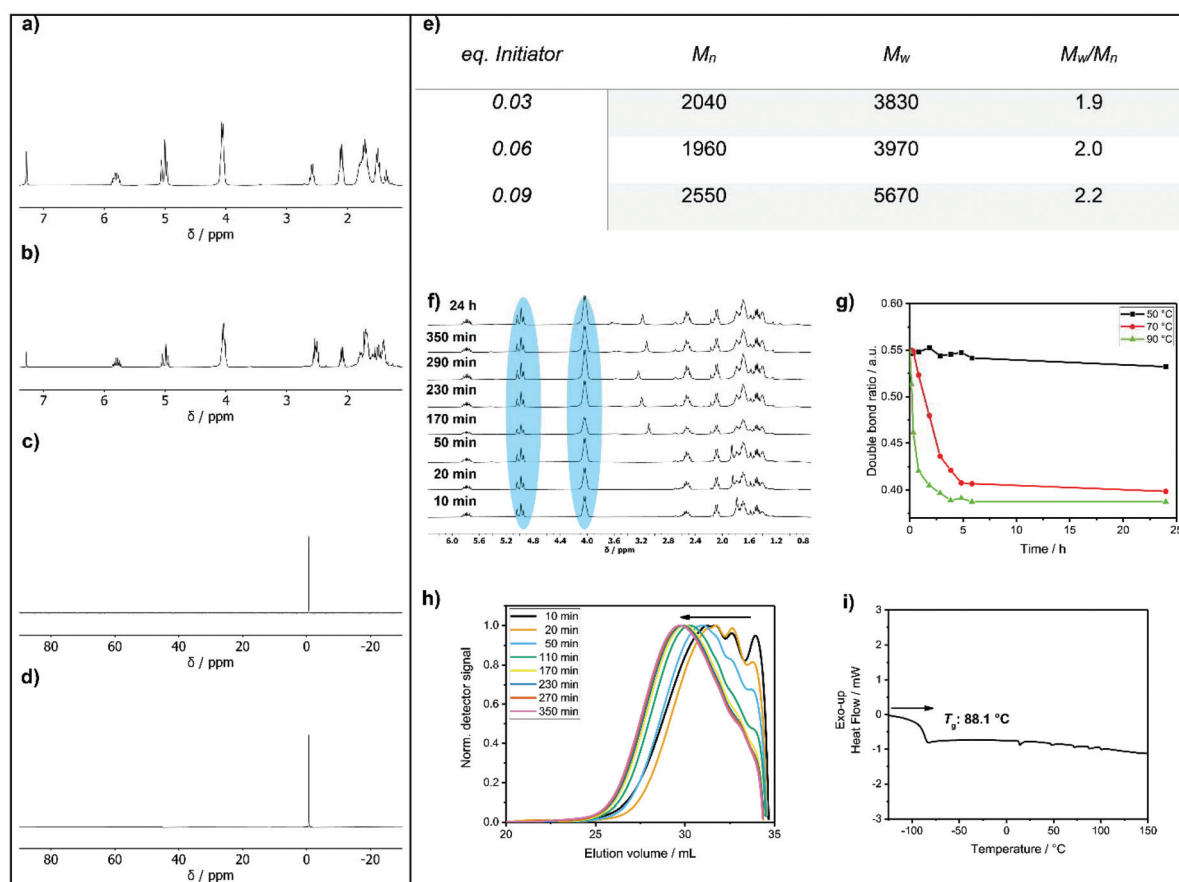 a)
7 6 5 4 3 2
δ / ppm
b)
7 6 5 4 3 2
δ / ppm
c)
80 60 40 20 0 -20
δ / ppm
d)
80 60 40 20 0 -20
δ / ppm
e)
eq. Initiator Mn Mw Mw/Mn
0.03 2040 3830 1.9
0.06 1960 3970 2.0
0.09 2550 5670 2.2
f)
24 h
350 min
290 min
230 min
170 min
50 min
20 min
10 min
6.0 5.6 5.2 4.8 4.4 4.0 3.6 3.2 2.8 2.4 2.0 1.6 1.2 0.8
δ / ppm
g)
0.60
0.55
0.50
0.45
0.40
Double bond ratio / a.u.
50 °C
70 °C
90 °C
0 5 10 15 20 25
Time / h
h)
1.0
0.8
0.6
0.4
0.2
0.0
Norm. detector signal
10 min
20 min
50 min
110 min
170 min
230 min
270 min
350 min
20 25 30 35
Elution volume / mL
i)
3
2
1
0
-1
-2
-3
Exo-up
Heat Flow / mW
Tg: 88.1 °C
-100 -50 0 50 100 150
Temperature / °C